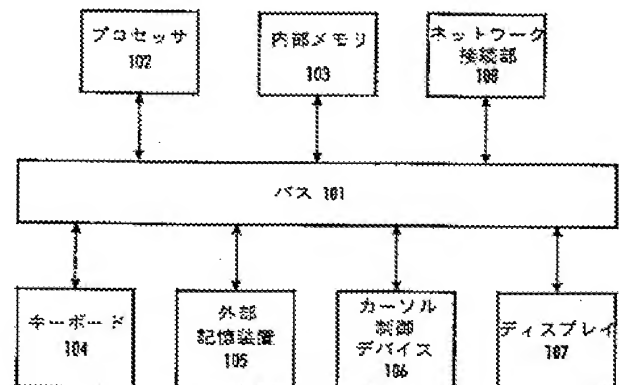 プロセッサ
102
内部メモリ
103
ネットワーク
接続部
108
バス 101
キーボード
104
外部
記憶装置
105
カーソル
制御
デバイス
106
ディスプレイ
107